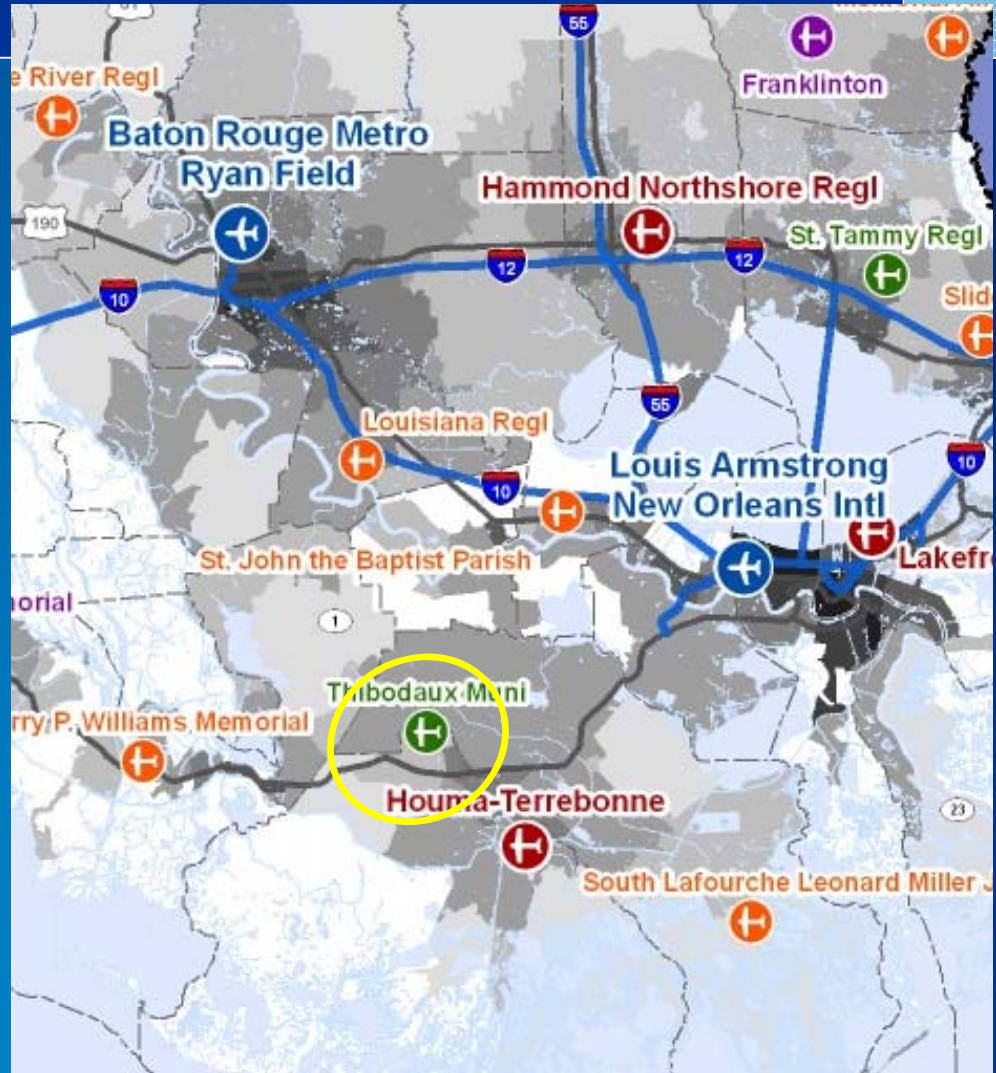 55
Franklinton
e River Regl
Baton Rouge Metro
Ryan Field
190
Hammond Northshore Regl
St. Tammy Regl
12
12
10
Slide
55
Louisiana Regl
10
10
Louis Armstrong
New Orleans Intl
St. John the Baptist Parish
Lakefr
orial
1
Thibodaux Muni
rry P. Williams Memorial
Houma-Terrebonne
23
South Lafourche Leonard Miller J